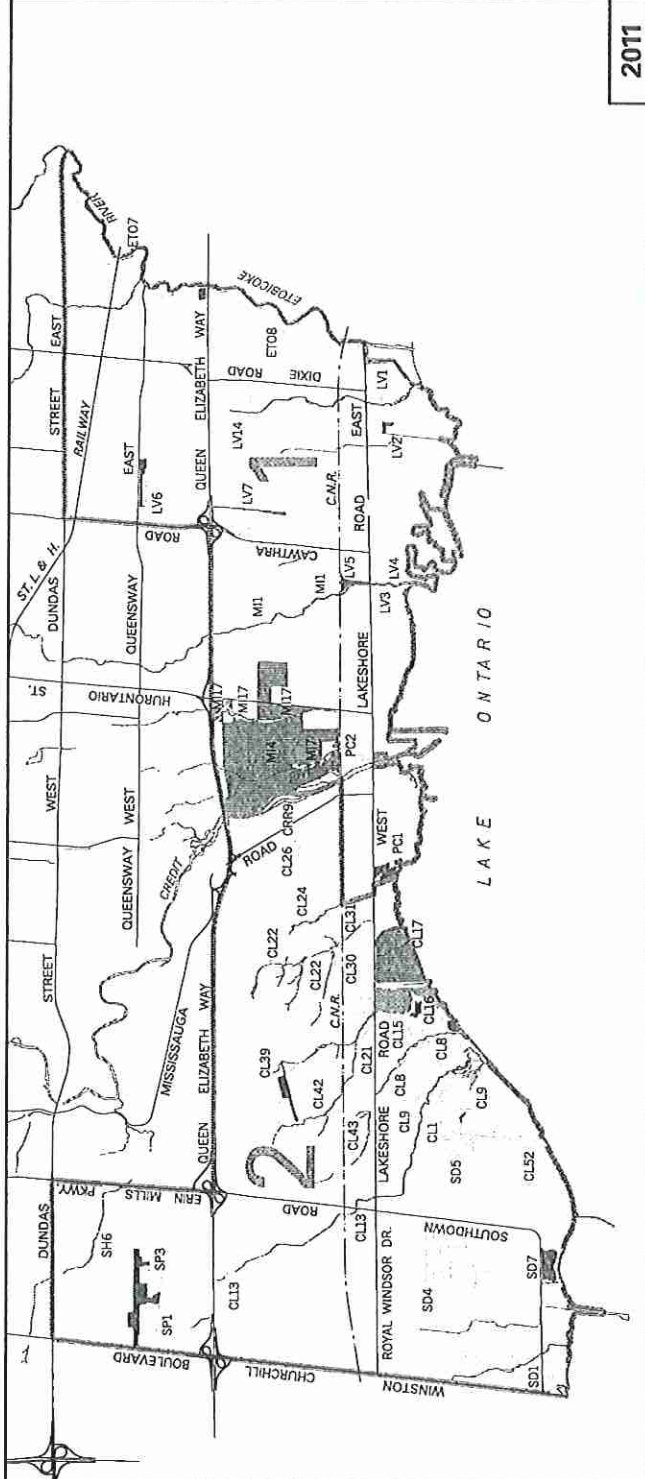 2011
RIVER
ET07
STREET EAST
RAILWAY
ST. L & H.
DUNDAS
QUEENSWAY EAST
LV6
ROAD
QUEEN ELIZABETH WAY
ETOBICOKE
ET08
DIXIE ROAD
LV14
1
LV7
CAWTHRA
C.N.R.
LAKESHORE ROAD EAST
LV1
LV2
LV5
LV4
LV3
MI1
MI1
HURONTARIO ST.
MI17
MI17
MI17
MI4
PC2
CRR9
CL26
CREDIT
ROAD
MISSISSAUGA
QUEENSWAY WEST
WEST
STREET
DUNDAS
LAKE ONTARIO
PC1
WEST
CL24
CL22
CL22
CL31
CL30
CL17
CL16
CL15
C.N.R.
ROAD
LAKESHORE
CL21
CL8
CL8
CL39
CL42
CL43
CL9
CL9
CL1
2
QUEEN ELIZABETH WAY
ERIN MILLS PKWY.
SH6
SP3
SP1
CL13
CL13
SOUTHDOWN ROAD
SD5
CL52
SD4
SD7
SD1
ROYAL WINDSOR DR.
WINSTON CHURCHILL BOULEVARD
1